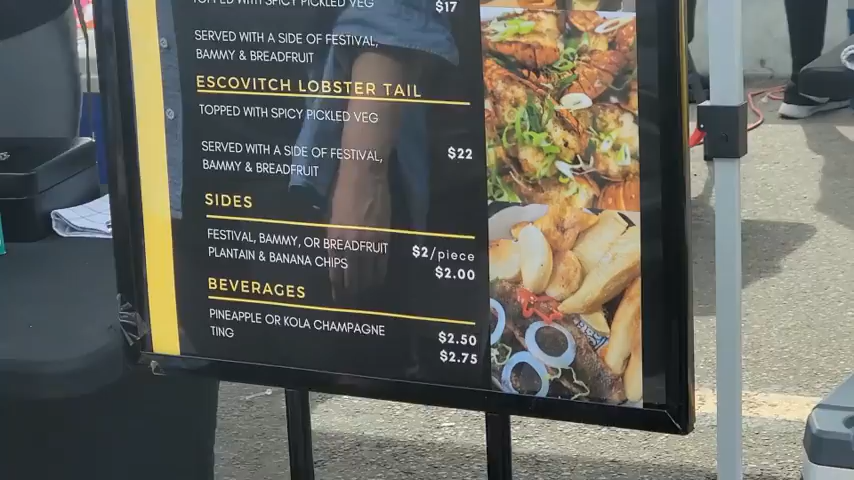 TOPPED WITH SPICY PICKLED VEG $17
SERVED WITH A SIDE OF FESTIVAL,
BAMMY & BREADFRUIT
ESCOVITCH LOBSTER TAIL
TOPPED WITH SPICY PICKLED VEG
SERVED WITH A SIDE OF FESTIVAL, $22
BAMMY & BREADFRUIT
SIDES
FESTIVAL, BAMMY, OR BREADFRUIT $2/piece
PLANTAIN & BANANA CHIPS $2.00
BEVERAGES
PINEAPPLE OR KOLA CHAMPAGNE $2.50
TING $2.75